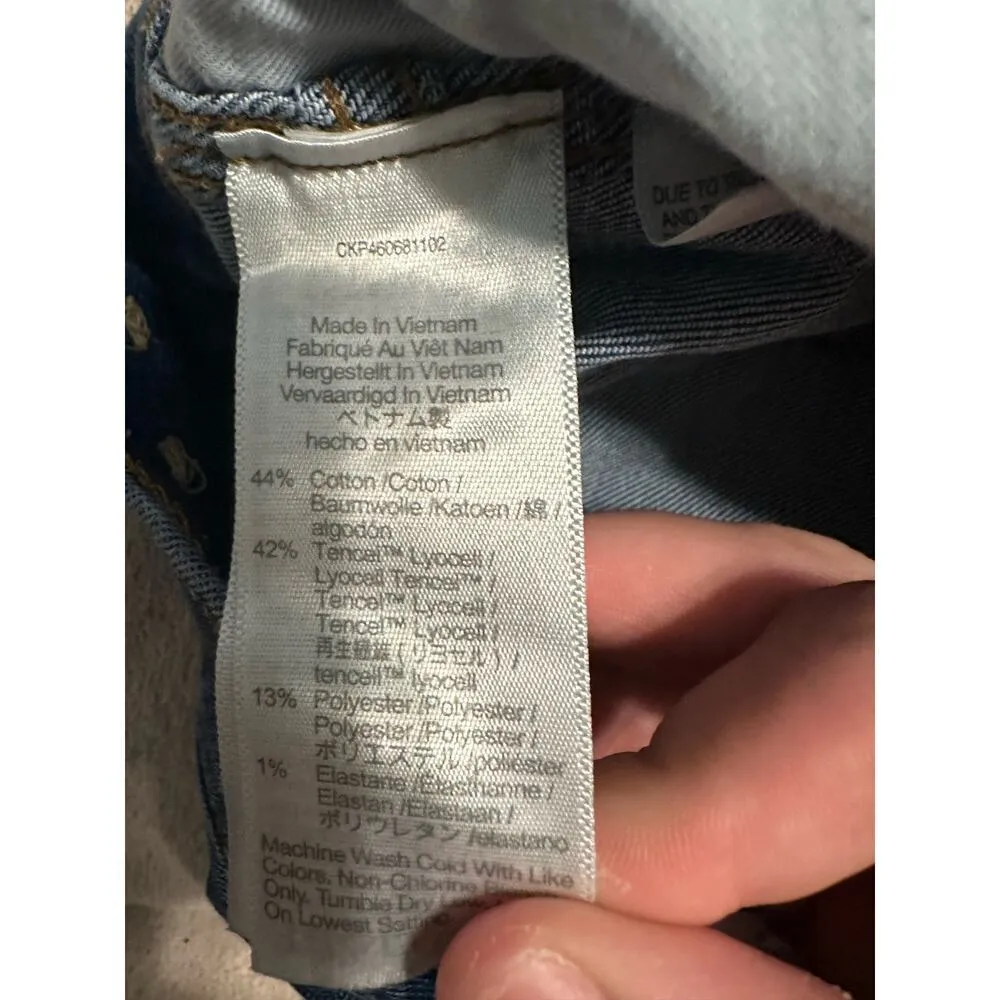 CKP460681102
Made In Vietnam
Fabriqué Au Viêt Nam
Hergestellt In Vietnam
Vervaardigd In Vietnam
ベトナム製
hecho en vietnam
44% Cotton /Coton /
Baumwolle /Katoen /綿 /
algodón
42% Tencel™ Lyocell /
Lyocell Tencel™ /
Tencel™ Lyocell /
Tencel™ Lyocell /
再生繊維 (リヨセル) /
tencell™ lyocell
13% Polyester /Polyester /
Polyester /Polyester /
ポリエステル /poliester
1% Elastane /Elasthanne /
Elastan /Elastaan /
ポリウレタン /elastano
Machine Wash Cold With Like
Colors. Non-Chlorine
Only. Tumble Dry
On Lowest
DUE TO
AND